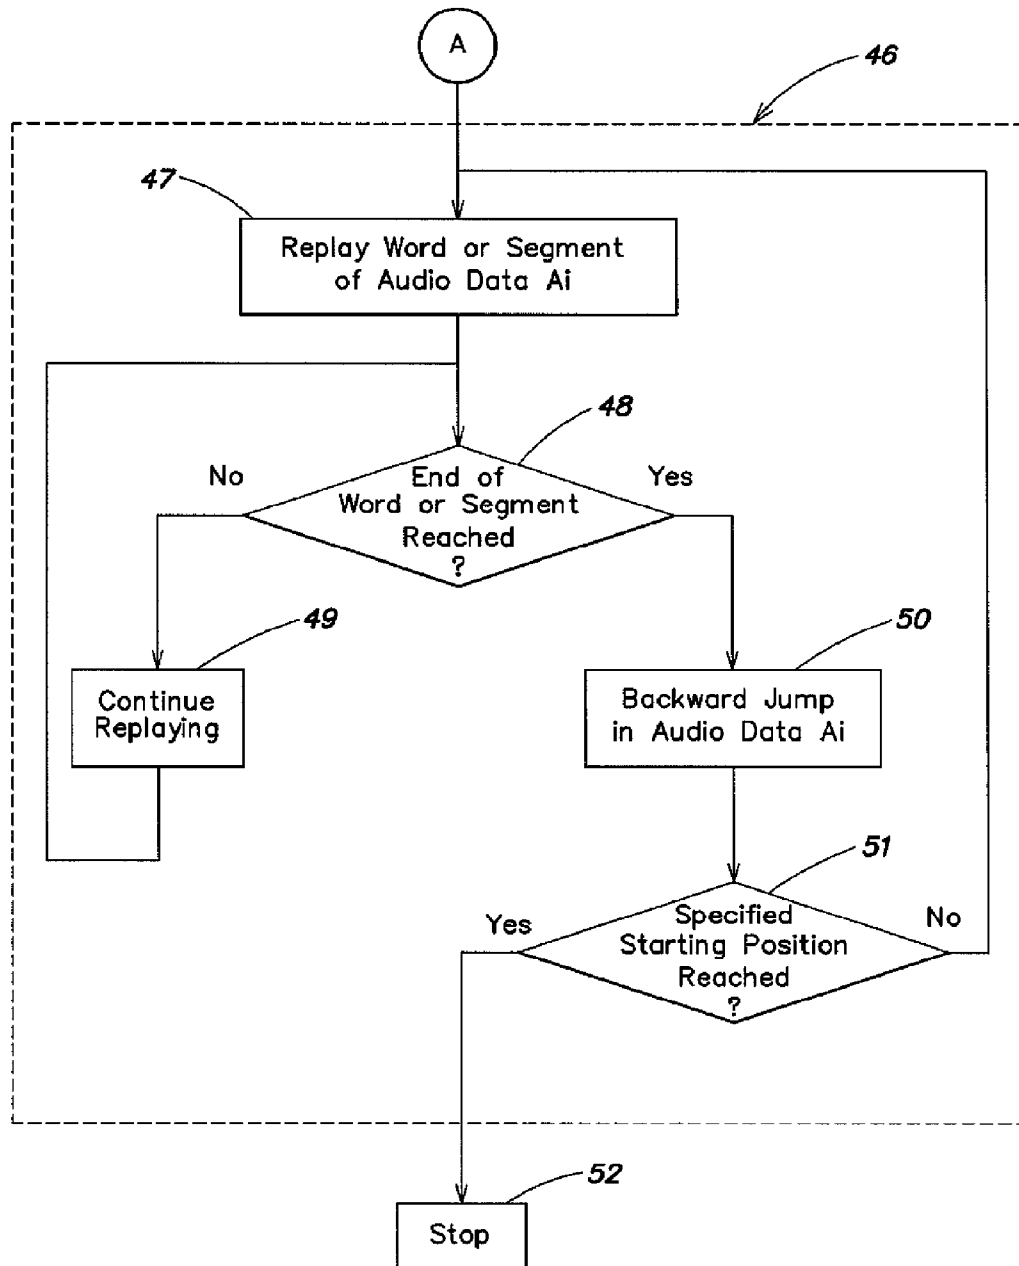 A
46
47
Replay Word or Segment
of Audio Data Ai
48
No
End of
Word or Segment
Reached
?
Yes
49
Continue
Replaying
50
Backward Jump
in Audio Data Ai
51
Yes
Specified
Starting Position
Reached
?
No
52
Stop